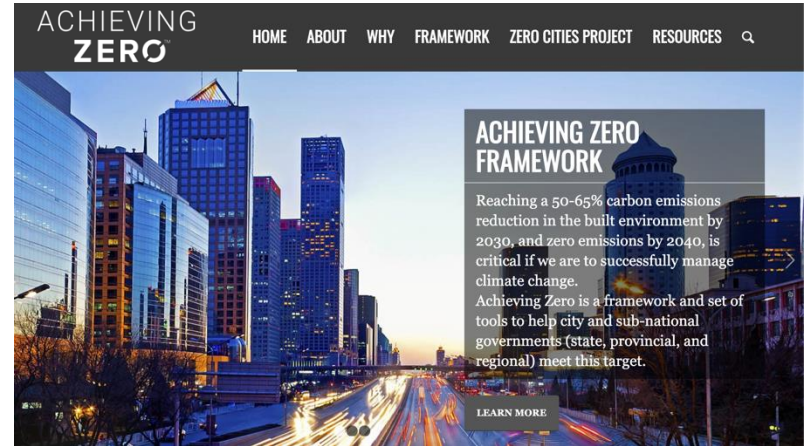 ACHIEVING
ZERO™
HOME ABOUT WHY FRAMEWORK ZERO CITIES PROJECT RESOURCES
ACHIEVING ZERO
FRAMEWORK
Reaching a 50-65% carbon emissions
reduction in the built environment by
2030, and zero emissions by 2040, is
critical if we are to successfully manage
climate change.
Achieving Zero is a framework and set of
tools to help city and sub-national
governments (state, provincial, and
regional) meet this target.
LEARN MORE